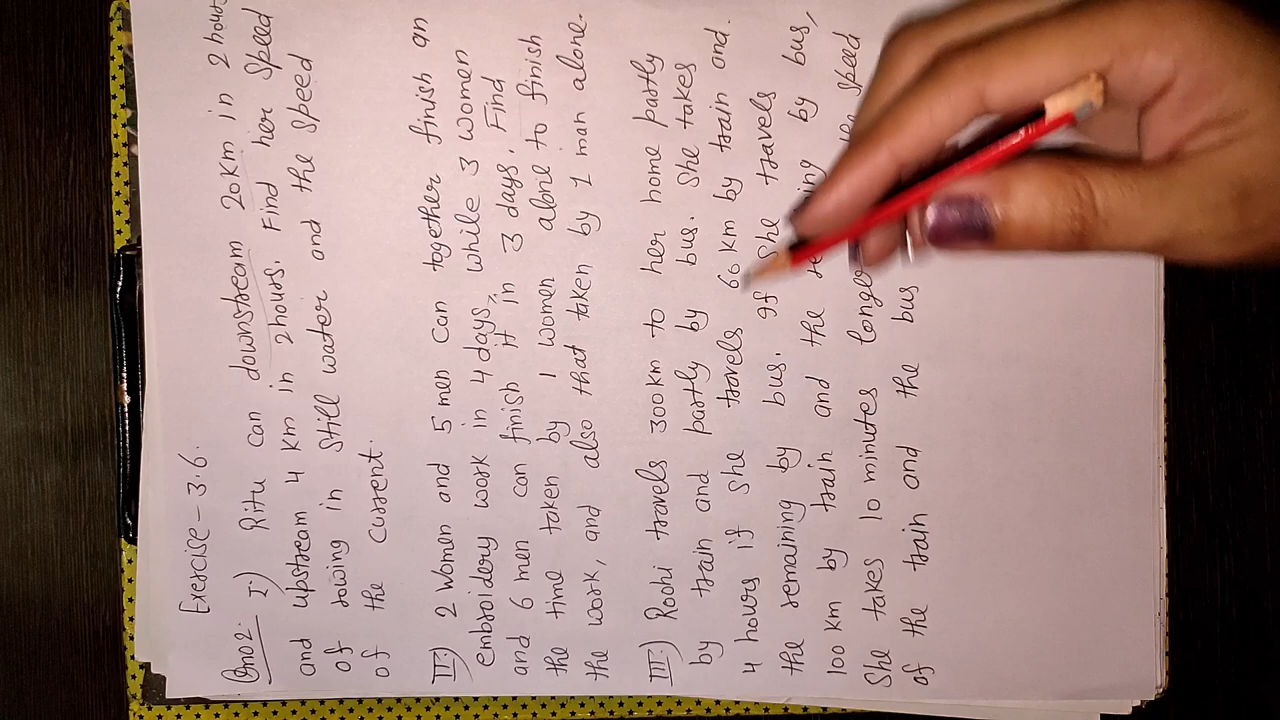 Exercise - 3.6.
Qno2. I) Ritu can downstream 20km in 2 hours
and upstream 4 km in 2hours. Find her Speed
of rowing in still water and the speed
of the current.
II:) 2 Women and 5 men can together finish an
embroidery work in 4 days, while 3 women
and 6 men can finish it in 3 days. Find
the time taken by 1 women alone to finish
the work, and also that taken by 1 man alone.
III:) Roohi travels 300km to her home partly
by train and partly by bus. She takes
4 hours if she travels 60 km by train and
the remaining by bus. If she travels
100 km by train and the by bus,
She takes 10 minutes longer speed
of the train and the bus